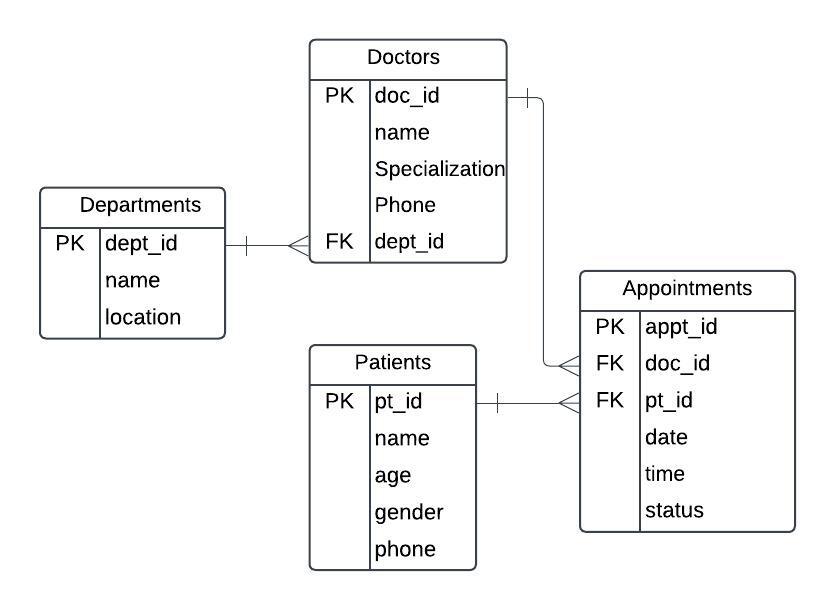 Doctors
PK doc_id
name
Specialization
Phone
FK dept_id
Departments
PK dept_id
name
location
Appointments
PK appt_id
FK doc_id
FK pt_id
date
time
status
Patients
PK pt_id
name
age
gender
phone